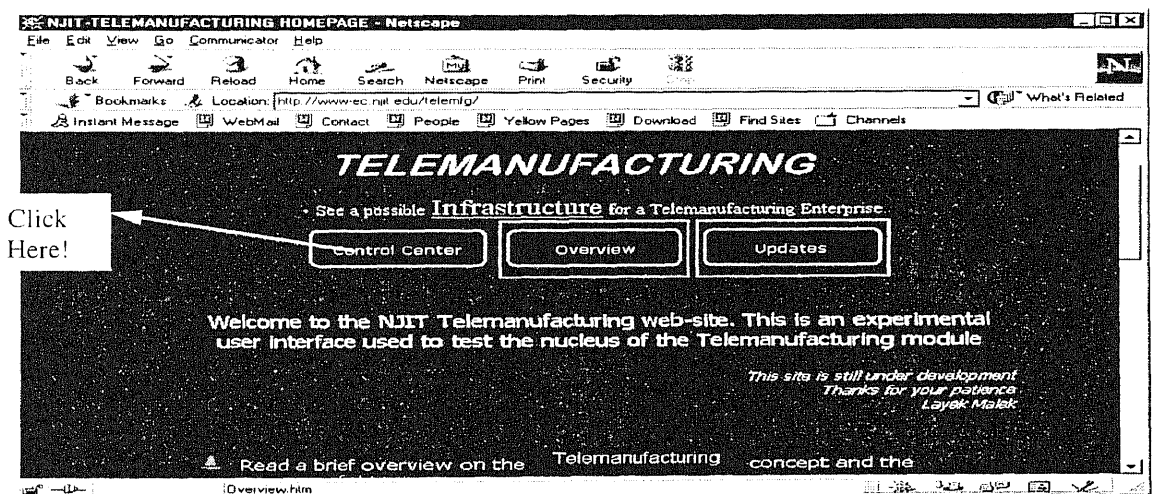 NJIT-TELEMANUFACTURING HOMEPAGE - Netscape
File Edit View Go Communicator Help
Back Forward Reload Home Search Netscape Print Security Stop
Bookmarks Location: http://www-ec.njit.edu/telemfg/ What's Related
Instant Message WebMail Contact People Yellow Pages Download Find Sites Channels
TELEMANUFACTURING
• See a possible Infrastructure for a Telemanufacturing Enterprise
Click
Here!
Control Center Overview Updates
Welcome to the NJIT Telemanufacturing web-site. This is an experimental
user interface used to test the nucleus of the Telemanufacturing module
This site is still under development
Thanks for your patience
Layek Malek
Read a brief overview on the Telemanufacturing concept and the
Overview.htm